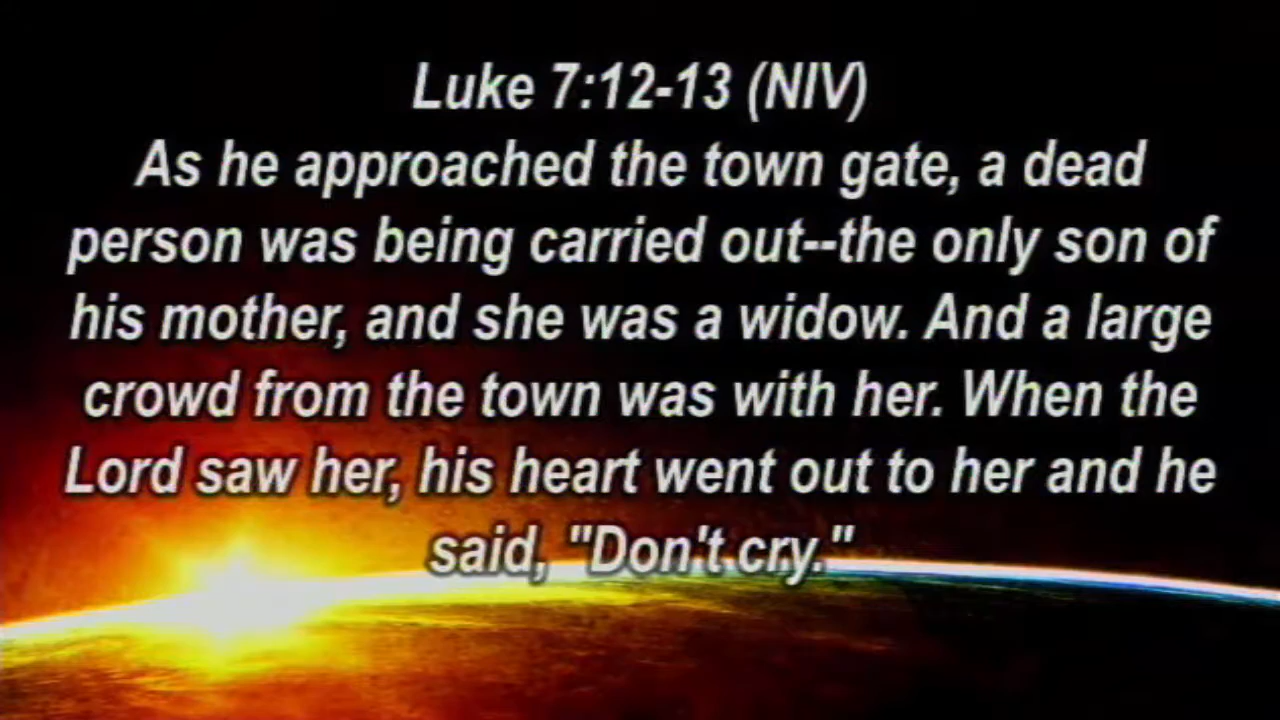 Luke 7:12-13 (NIV)
As he approached the town gate, a dead
person was being carried out--the only son of
his mother, and she was a widow. And a large
crowd from the town was with her. When the
Lord saw her, his heart went out to her and he
said, "Don't cry."